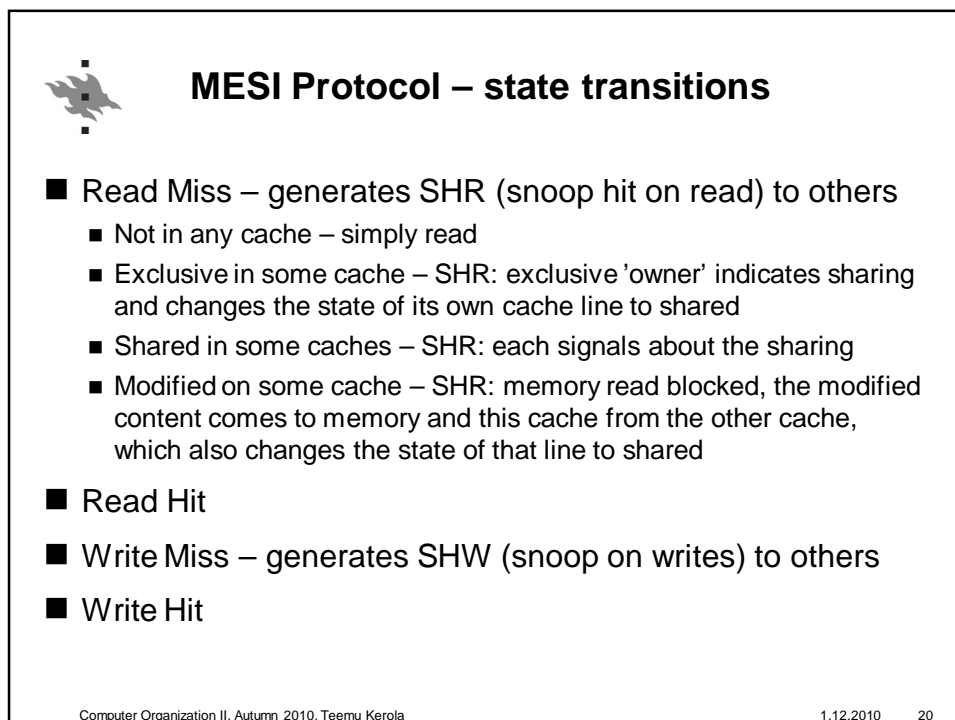 MESI Protocol – state transitions
■ Read Miss – generates SHR (snoop hit on read) to others
■ Not in any cache – simply read
■ Exclusive in some cache – SHR: exclusive ’owner’ indicates sharing
and changes the state of its own cache line to shared
■ Shared in some caches – SHR: each signals about the sharing
■ Modified on some cache – SHR: memory read blocked, the modified
content comes to memory and this cache from the other cache,
which also changes the state of that line to shared
■ Read Hit
■ Write Miss – generates SHW (snoop on writes) to others
■ Write Hit
Computer Organization II, Autumn 2010, Teemu Kerola 1.12.2010 20